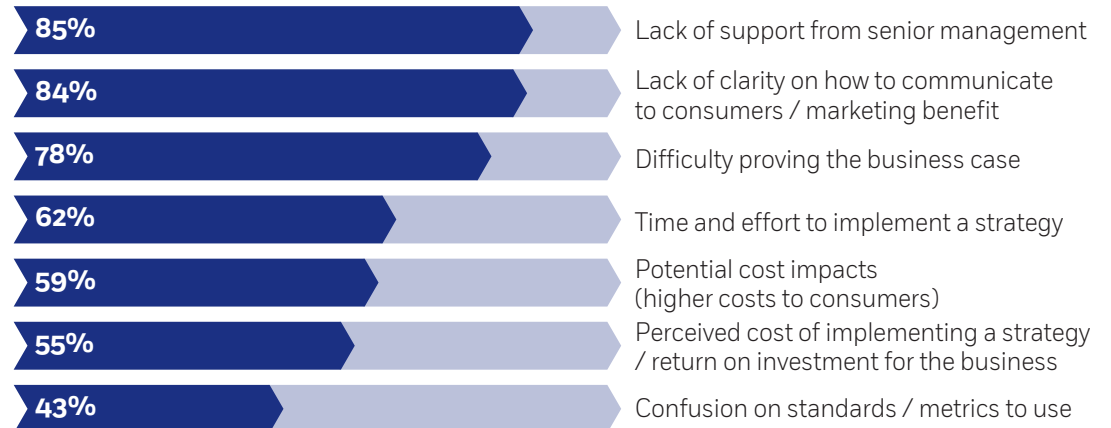 85%
Lack of support from senior management
84%
Lack of clarity on how to communicate
to consumers / marketing benefit
78%
Difficulty proving the business case
62%
Time and effort to implement a strategy
59%
Potential cost impacts
(higher costs to consumers)
55%
Perceived cost of implementing a strategy
/ return on investment for the business
43%
Confusion on standards / metrics to use